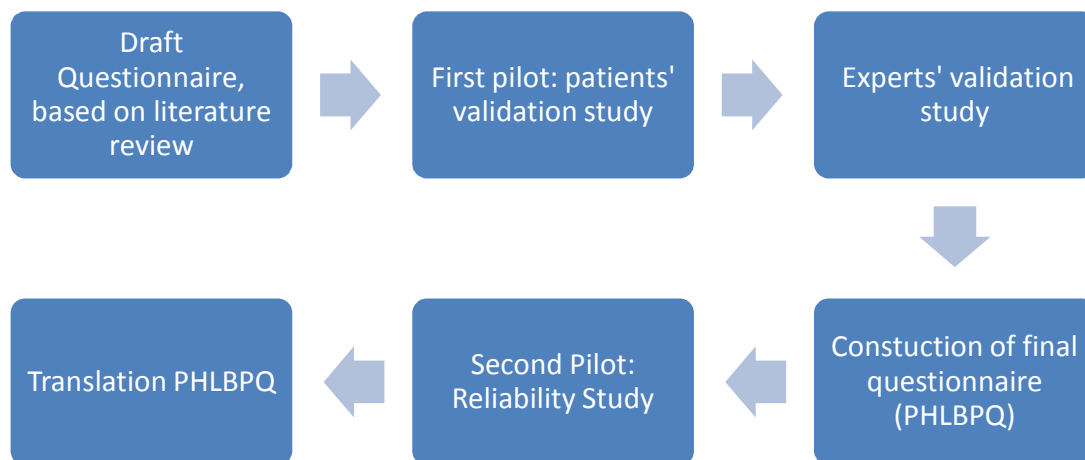 Draft
Questionnaire,
based on literature
review
First pilot: patients'
validation study
Experts' validation
study
Constuction of final
questionnaire
(PHLBPQ)
Second Pilot:
Reliability Study
Translation PHLBPQ